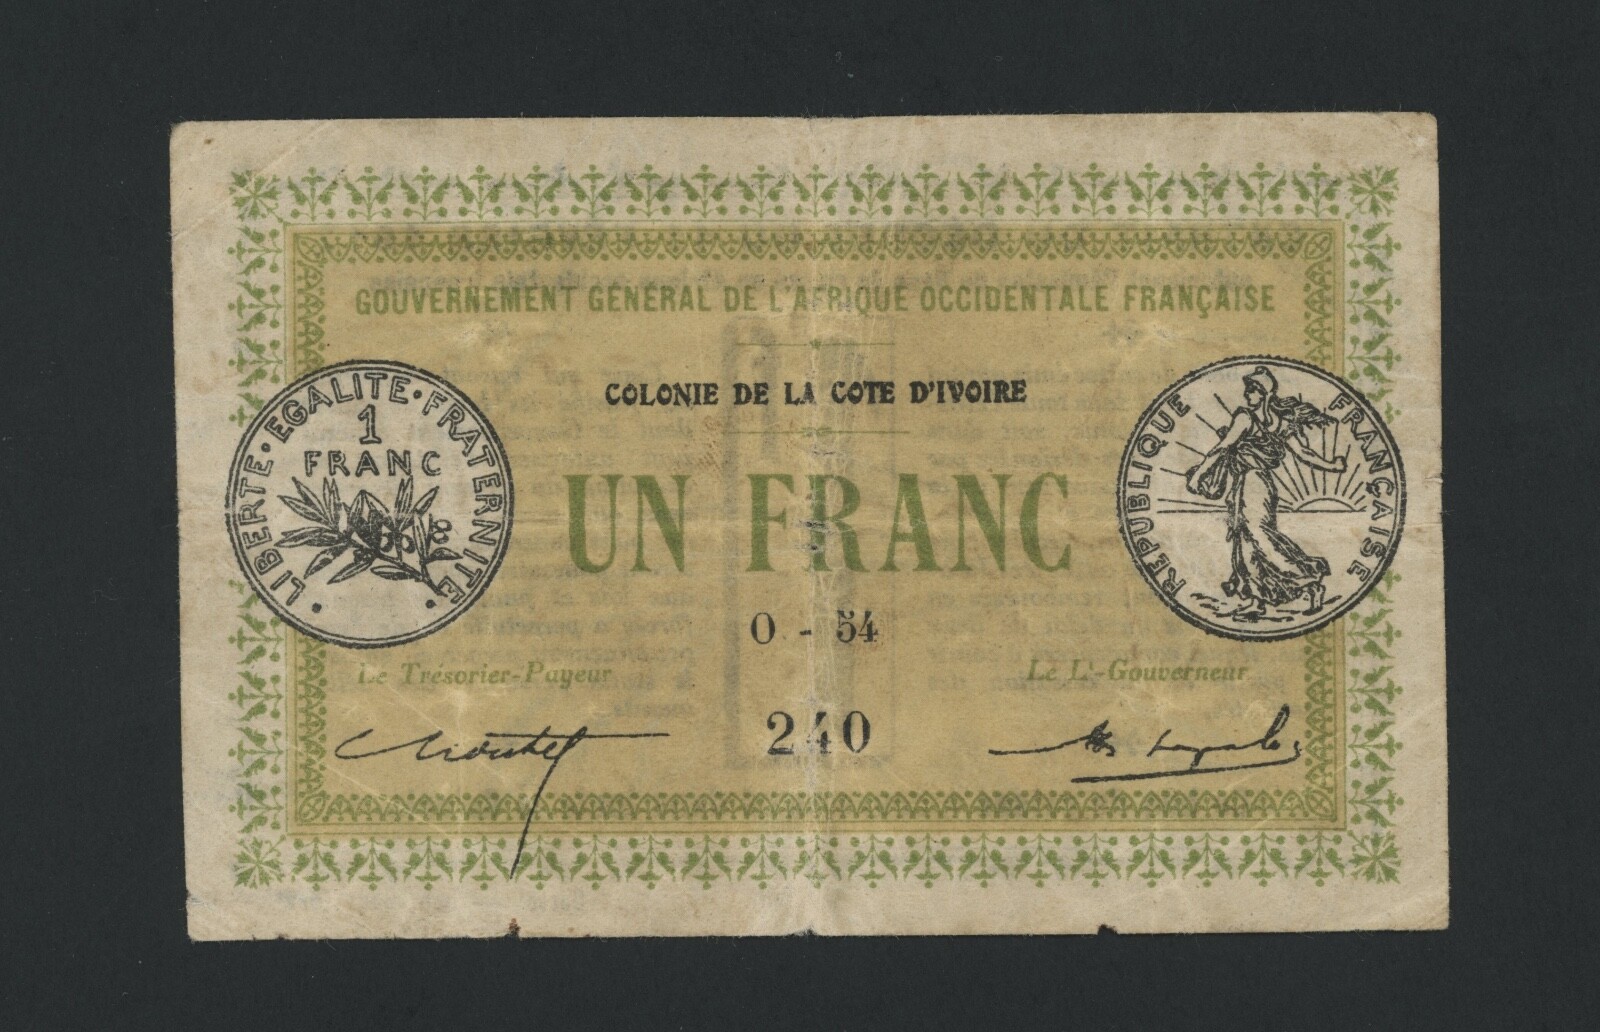 GOUVERNEMENT GÉNÉRAL DE L'AFRIQUE OCCIDENTALE FRANÇAISE
COLONIE DE LA COTE D'IVOIRE
LIBERTE·EGALITE·FRATERNITE
1
FRANC
REPUBLIQUE FRANÇAISE
UN FRANC
O - 54
Le Trésorier-Payeur
Le Lt-Gouverneur
240